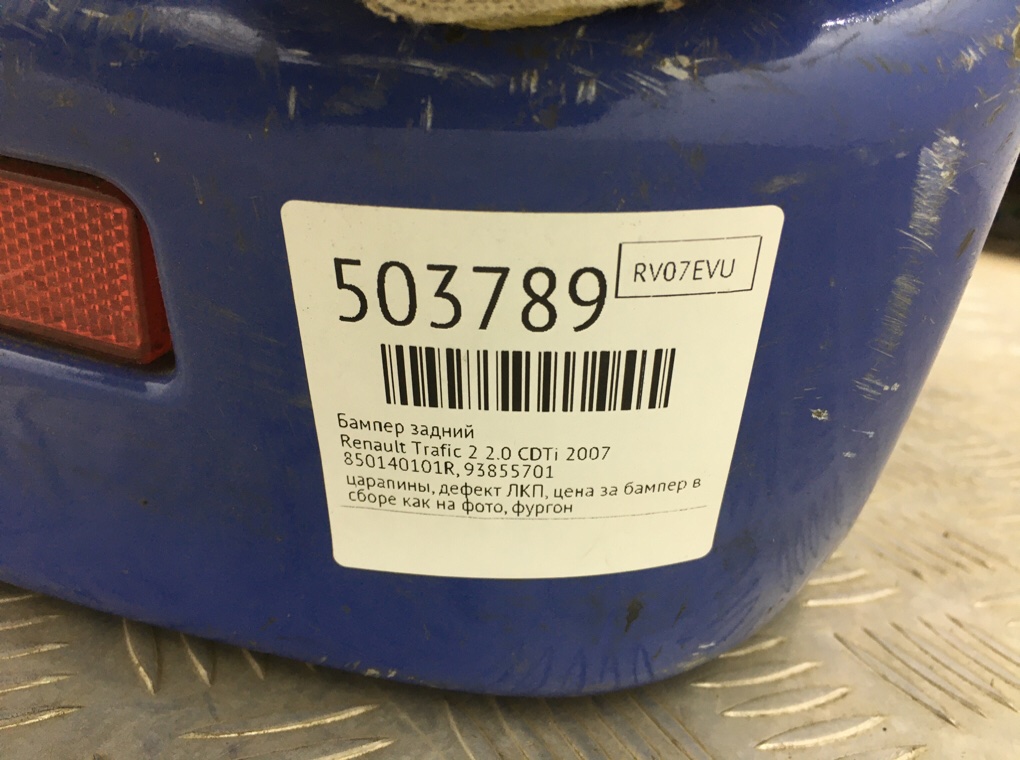 503789
RV07EVU
Бампер задний
Renault Trafic 2 2.0 CDTi 2007
850140101R, 93855701
царапины, дефект ЛКП, цена за бампер в
сборе как на фото, фургон